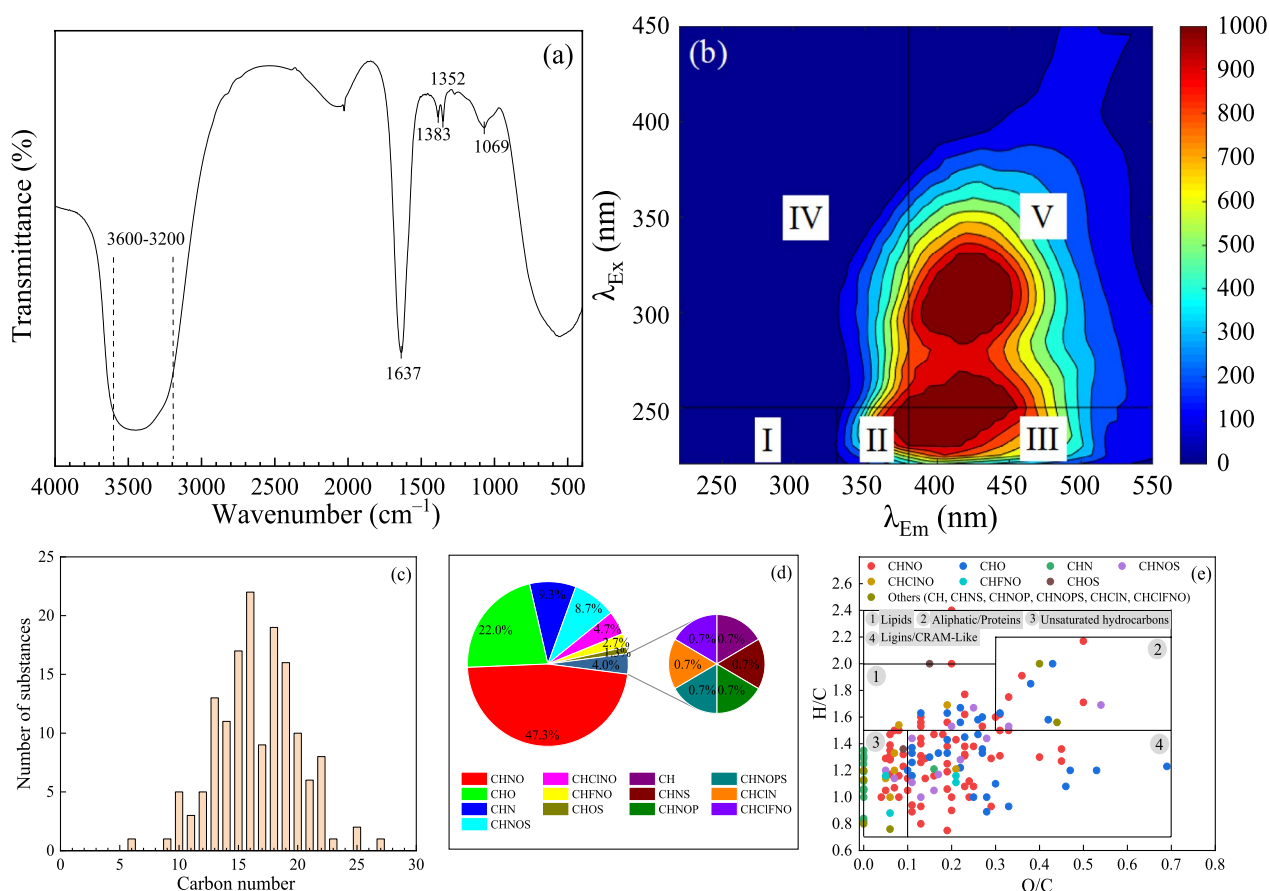 (a)
1352
1383
1069
3600-3200
1637
Transmittance (%)
4000 3500 3000 2500 2000 1500 1000 500
Wavenumber (cm⁻¹)
(b)
450
400
350
300
250
λEx (nm)
IV
V
I
II
III
250 300 350 400 450 500 550
λEm (nm)
1000
900
800
700
600
500
400
300
200
100
0
(c)
25
20
15
10
5
0
Number of substances
0 5 10 15 20 25 30
Carbon number
(d)
9.3%
8.7%
4.7%
2.7%
1.3%
4.0%
22.0%
47.3%
0.7% 0.7%
0.7% 0.7%
0.7% 0.7%
CHNO CHClNO CH CHNOPS
CHO CHFNO CHNS CHClN
CHN CHOS CHNOP CHClFNO
CHNOS
(e)
CHNO CHO CHN CHNOS
CHClNO CHFNO CHOS
Others (CH, CHNS, CHNOP, CHNOPS, CHClN, CHClFNO)
1 Lipids 2 Aliphatic/Proteins 3 Unsaturated hydrocarbons
4 Ligins/CRAM-Like
1
2
3
4
2.6
2.4
2.2
2.0
1.8
1.6
1.4
1.2
1.0
0.8
0.6
H/C
0.0 0.1 0.2 0.3 0.4 0.5 0.6 0.7 0.8
O/C